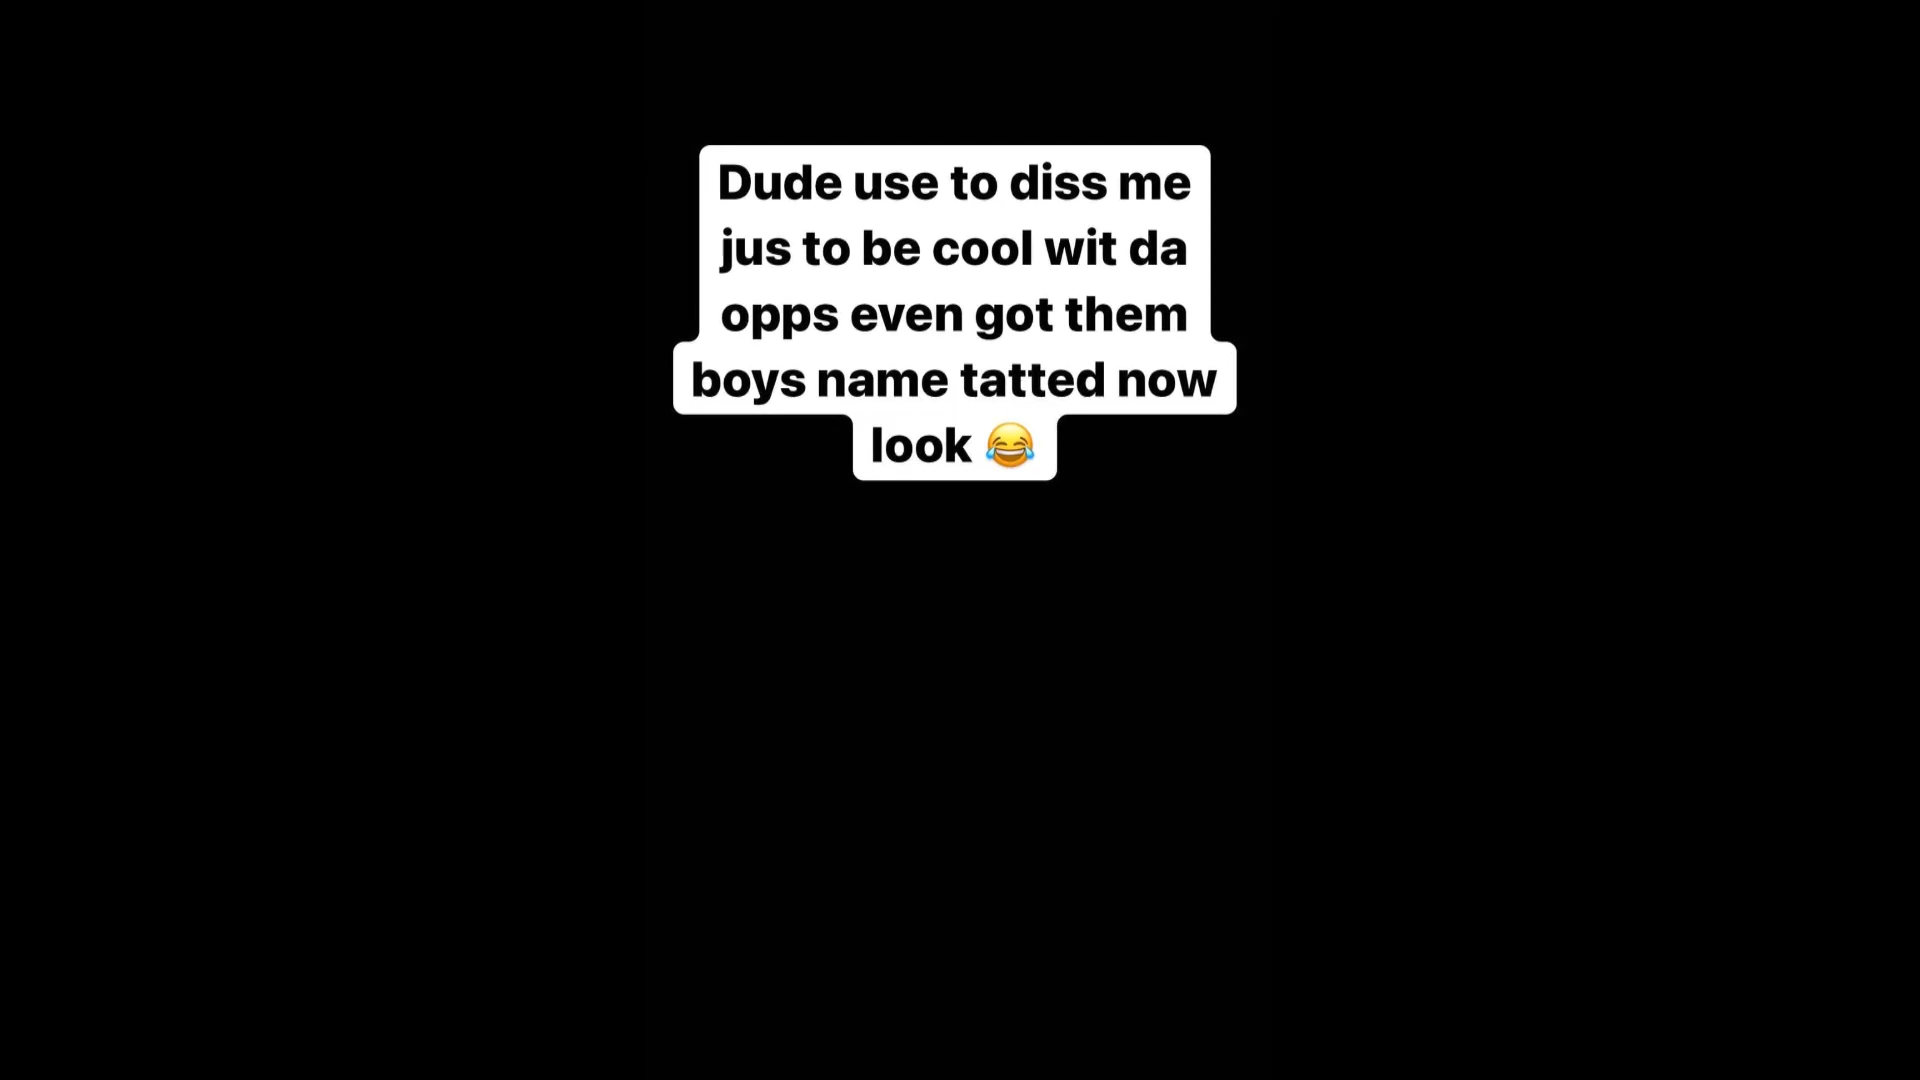 Dude use to diss me
jus to be cool wit da
opps even got them
boys name tatted now
look 😂